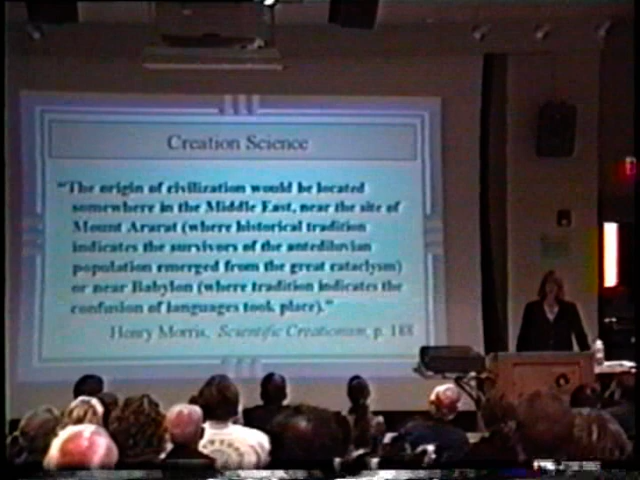 Creation Science
"The origin of civilization would be located
somewhere in the Middle East, near the site of
Mount Ararat (where historical tradition
indicates the survivors of the antediluvian
population emerged from the great cataclysm)
or near Babylon (where tradition indicates the
confusion of languages took place)."
Henry Morris, Scientific Creationism, p. 188